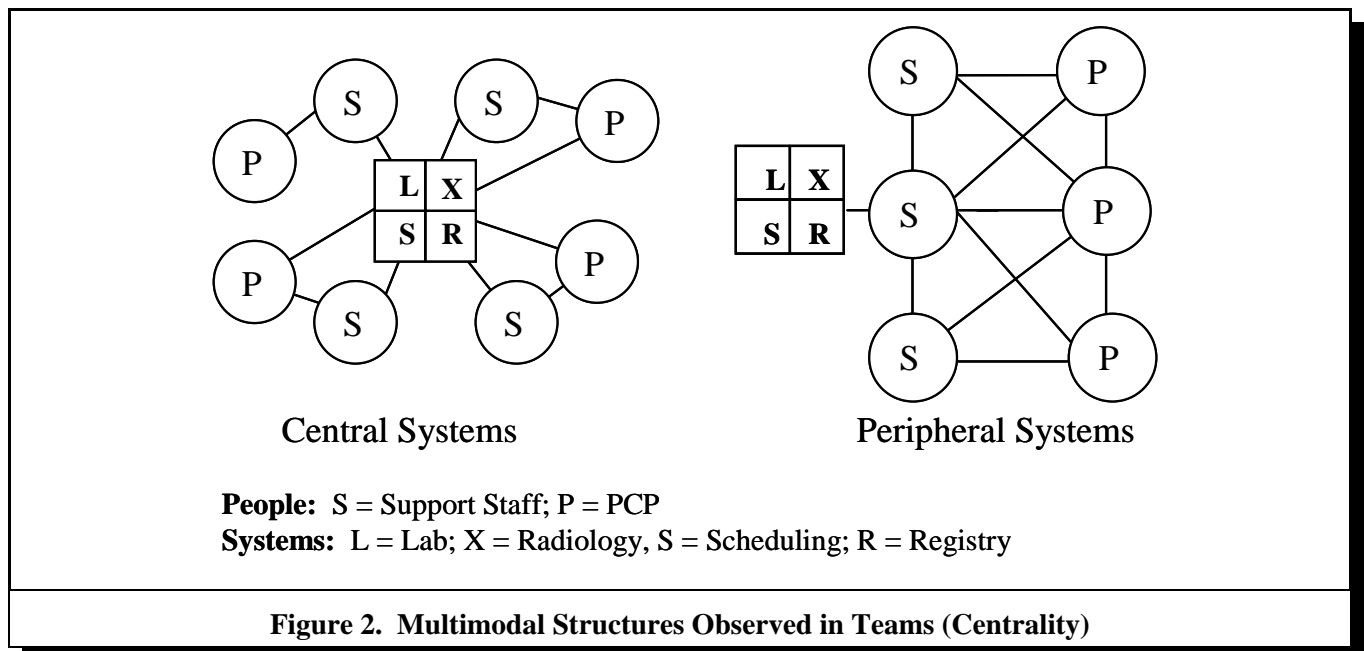 S
S
P
P
L X
S R
P
P
S
S
Central Systems
S
P
L X
S R
S
P
S
P
Peripheral Systems
People: S = Support Staff; P = PCP
Systems: L = Lab; X = Radiology, S = Scheduling; R = Registry
Figure 2. Multimodal Structures Observed in Teams (Centrality)